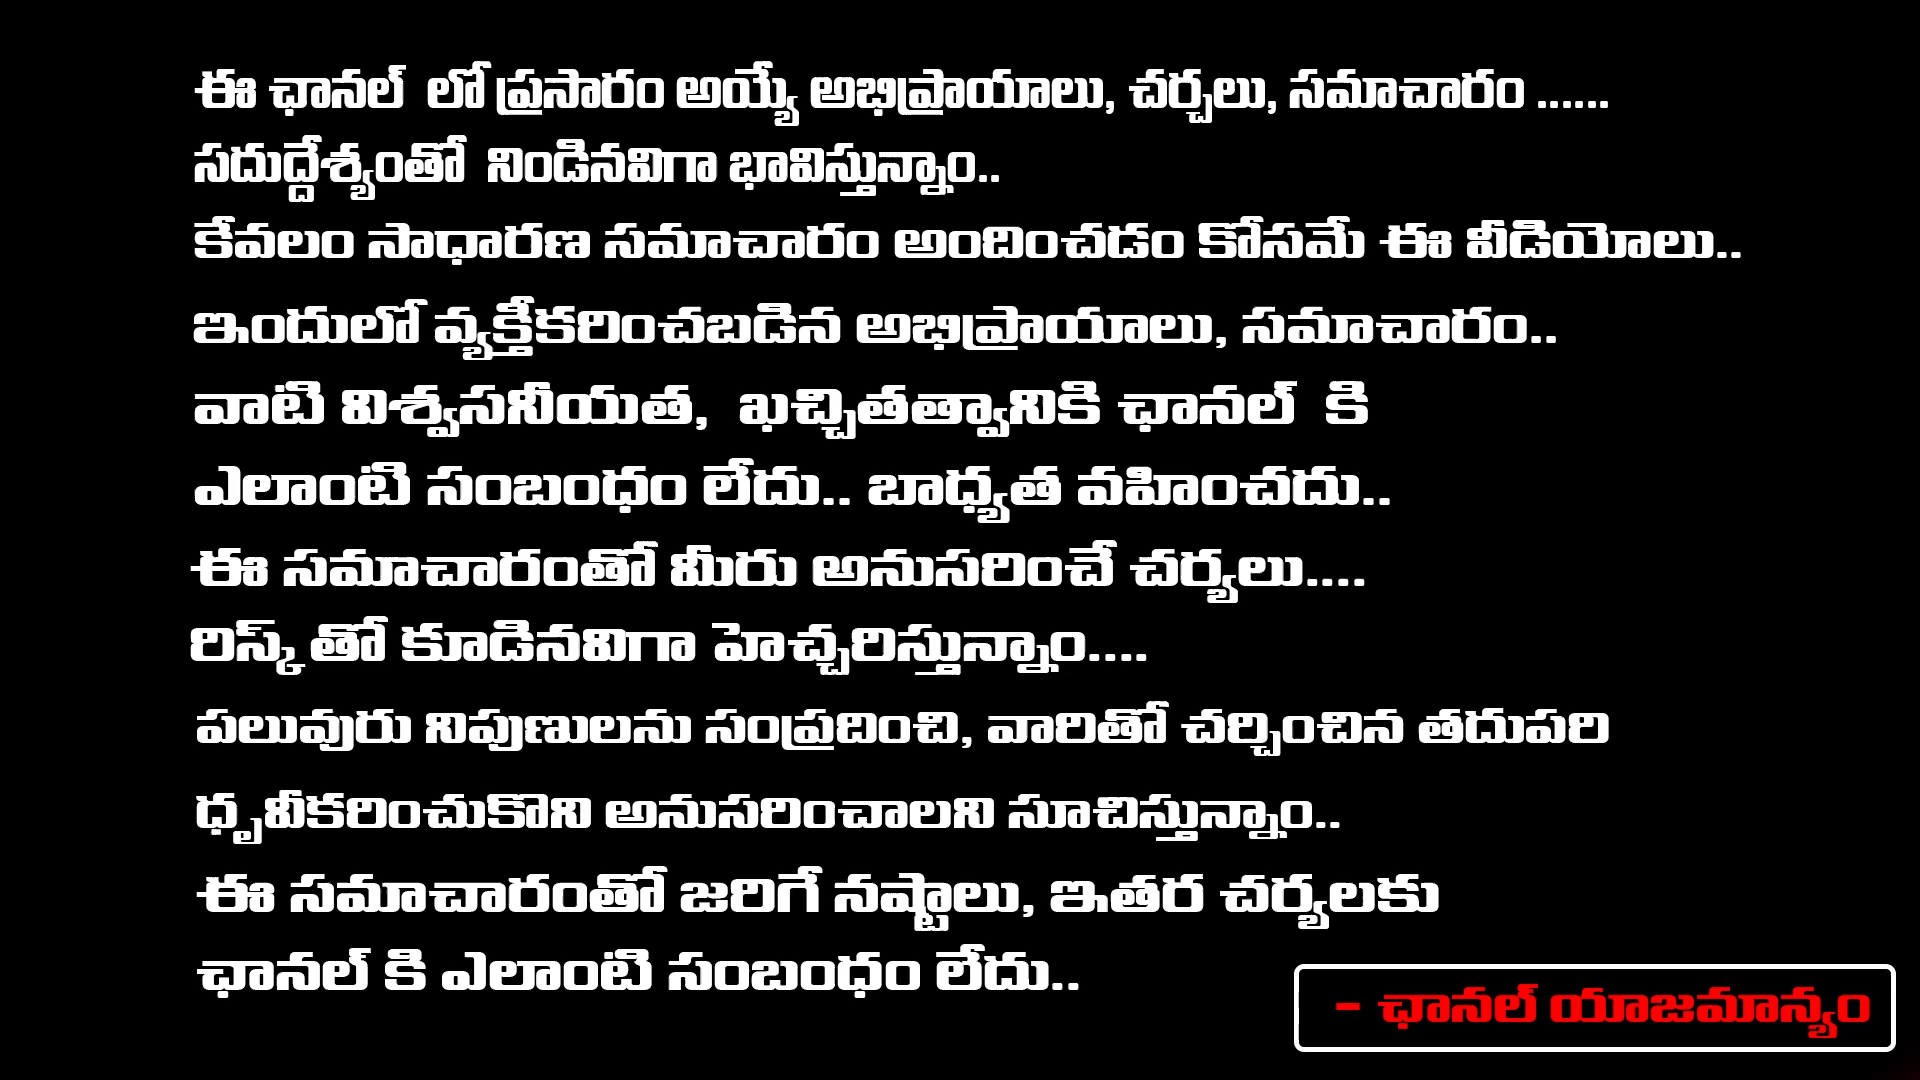 ఈ ఛానల్ లో ప్రసారం అయ్యే అభిప్రాయాలు, చర్చలు, సమాచారం ......
సదుద్దేశ్యంతో నిండినవిగా భావిస్తున్నాం..
కేవలం సాధారణ సమాచారం అందించడం కోసమే ఈ వీడియోలు..
ఇందులో వ్యక్తీకరించబడిన అభిప్రాయాలు, సమాచారం..
వాటి విశ్వసనీయత, ఖచ్చితత్వానికి ఛానల్ కి
ఎలాంటి సంబంధం లేదు.. బాధ్యత వహించదు..
ఈ సమాచారంతో మీరు అనుసరించే చర్యలు....
రిస్క్ తో కూడినవిగా హెచ్చరిస్తున్నాం....
పలువురు నిపుణులను సంప్రదించి, వారితో చర్చించిన తదుపరి
ధృవీకరించుకొని అనుసరించాలని సూచిస్తున్నాం..
ఈ సమాచారంతో జరిగే నష్టాలు, ఇతర చర్యలకు
ఛానల్ కి ఎలాంటి సంబంధం లేదు..
- ఛానల్ యాజమాన్యం